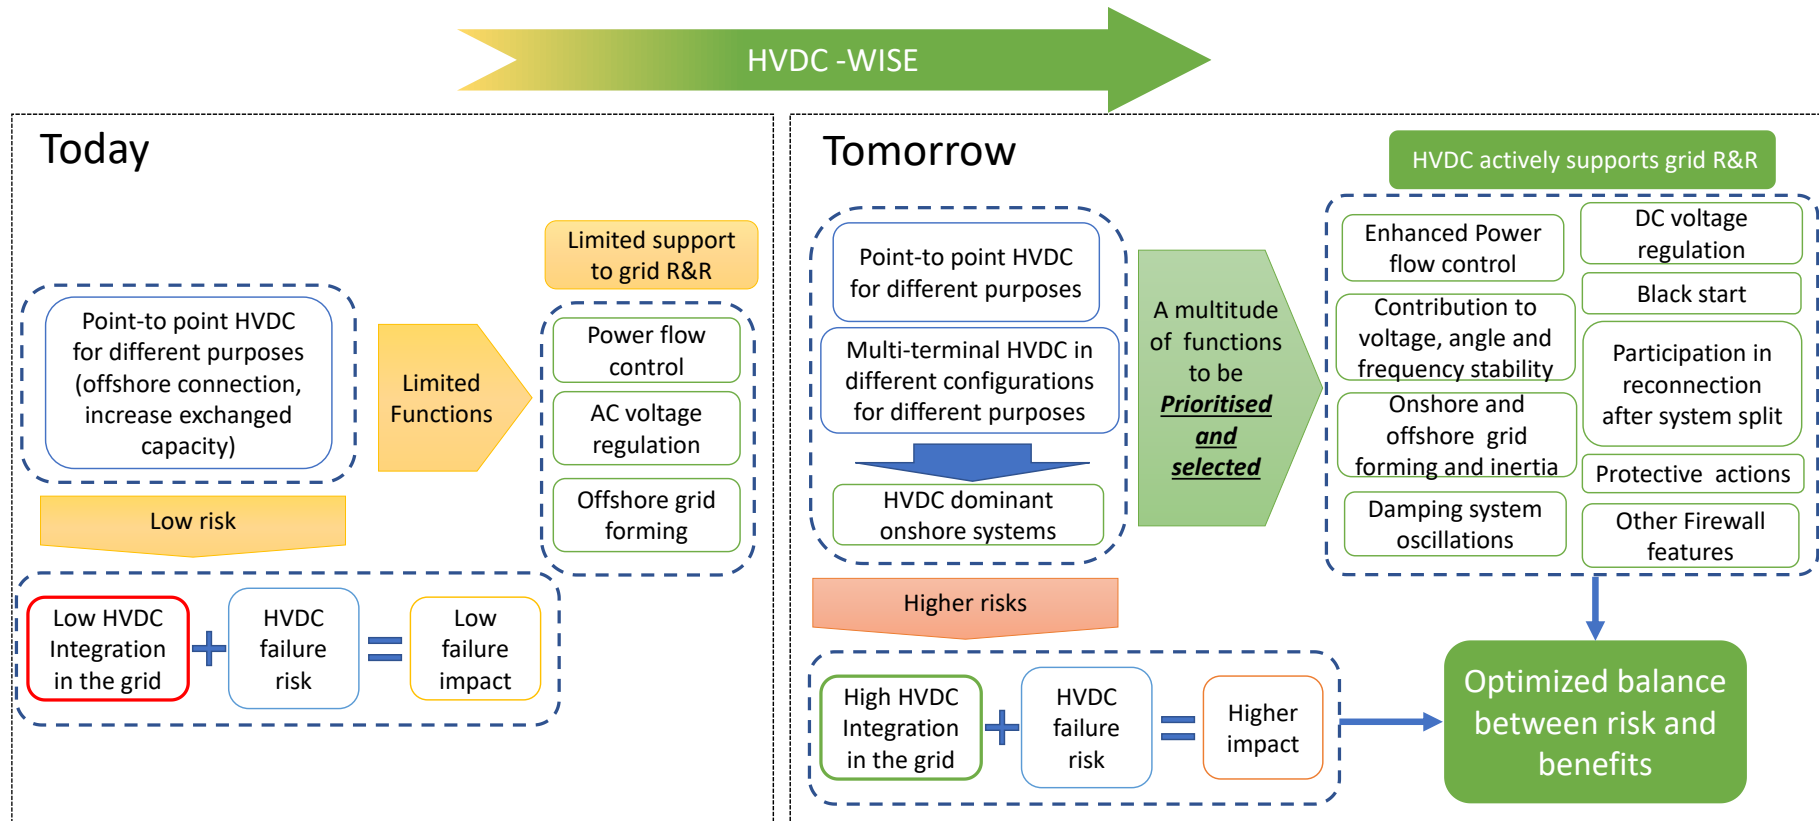 HVDC -WISE
Today
Limited support
to grid R&R
Point-to point HVDC
for different purposes
(offshore connection,
increase exchanged
capacity)
Limited
Functions
Power flow
control
AC voltage
regulation
Offshore grid
forming
Low risk
Low HVDC
Integration
in the grid
+
HVDC
failure
risk
=
Low
failure
impact
Tomorrow
HVDC actively supports grid R&R
Point-to point HVDC
for different purposes
Multi-terminal HVDC in
different configurations
for different purposes
HVDC dominant
onshore systems
A multitude
of functions
to be
Prioritised
and
selected
Enhanced Power
flow control
Contribution to
voltage, angle and
frequency stability
Onshore and
offshore grid
forming and inertia
Damping system
oscillations
DC voltage
regulation
Black start
Participation in
reconnection
after system split
Protective actions
Other Firewall
features
Higher risks
High HVDC
Integration
in the grid
+
HVDC
failure
risk
=
Higher
impact
Optimized balance
between risk and
benefits